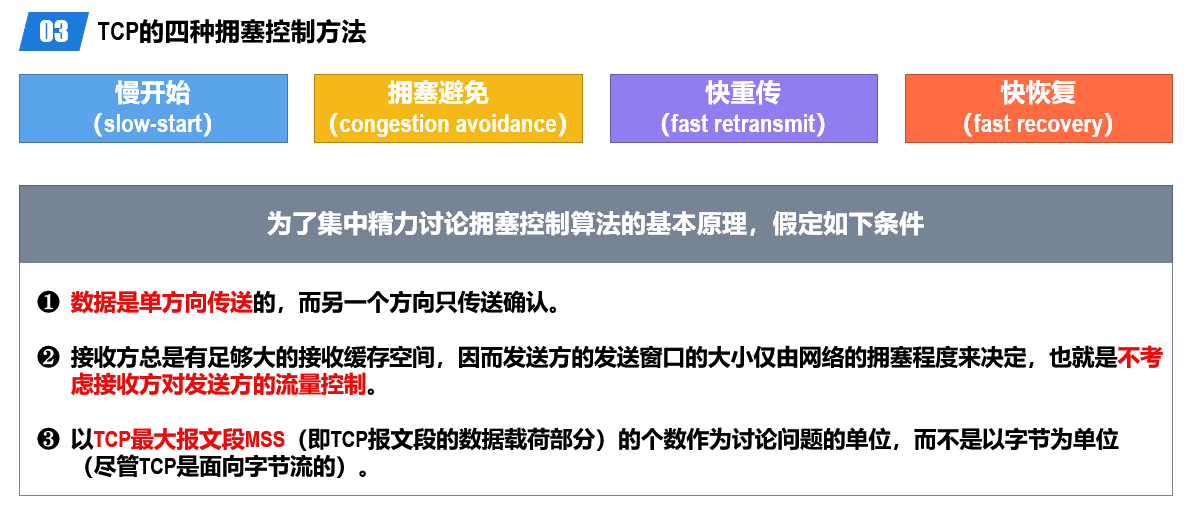 03 TCP的四种拥塞控制方法
慢开始
（slow-start）
拥塞避免
（congestion avoidance）
快重传
（fast retransmit）
快恢复
（fast recovery）
为了集中精力讨论拥塞控制算法的基本原理，假定如下条件
❶ 数据是单方向传送的，而另一个方向只传送确认。
❷ 接收方总是有足够大的接收缓存空间，因而发送方的发送窗口的大小仅由网络的拥塞程度来决定，也就是不考
虑接收方对发送方的流量控制。
❸ 以TCP最大报文段MSS（即TCP报文段的数据载荷部分）的个数作为讨论问题的单位，而不是以字节为单位
（尽管TCP是面向字节流的）。